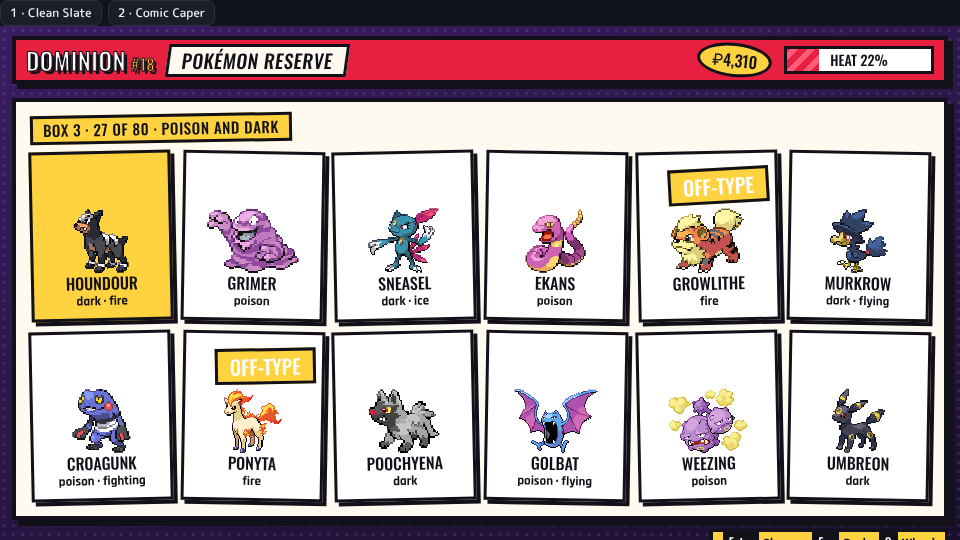 1 · Clean Slate
2 · Comic Caper
DOMINION #18
POKÉMON RESERVE
₽4,310
HEAT 22%
BOX 3 · 27 OF 80 · POISON AND DARK
HOUNDOUR
dark · fire
GRIMER
poison
SNEASEL
dark · ice
EKANS
poison
OFF-TYPE
GROWLITHE
fire
MURKROW
dark · flying
CROAGUNK
poison · fighting
OFF-TYPE
PONYTA
fire
POOCHYENA
dark
GOLBAT
poison · flying
WEEZING
poison
UMBREON
dark